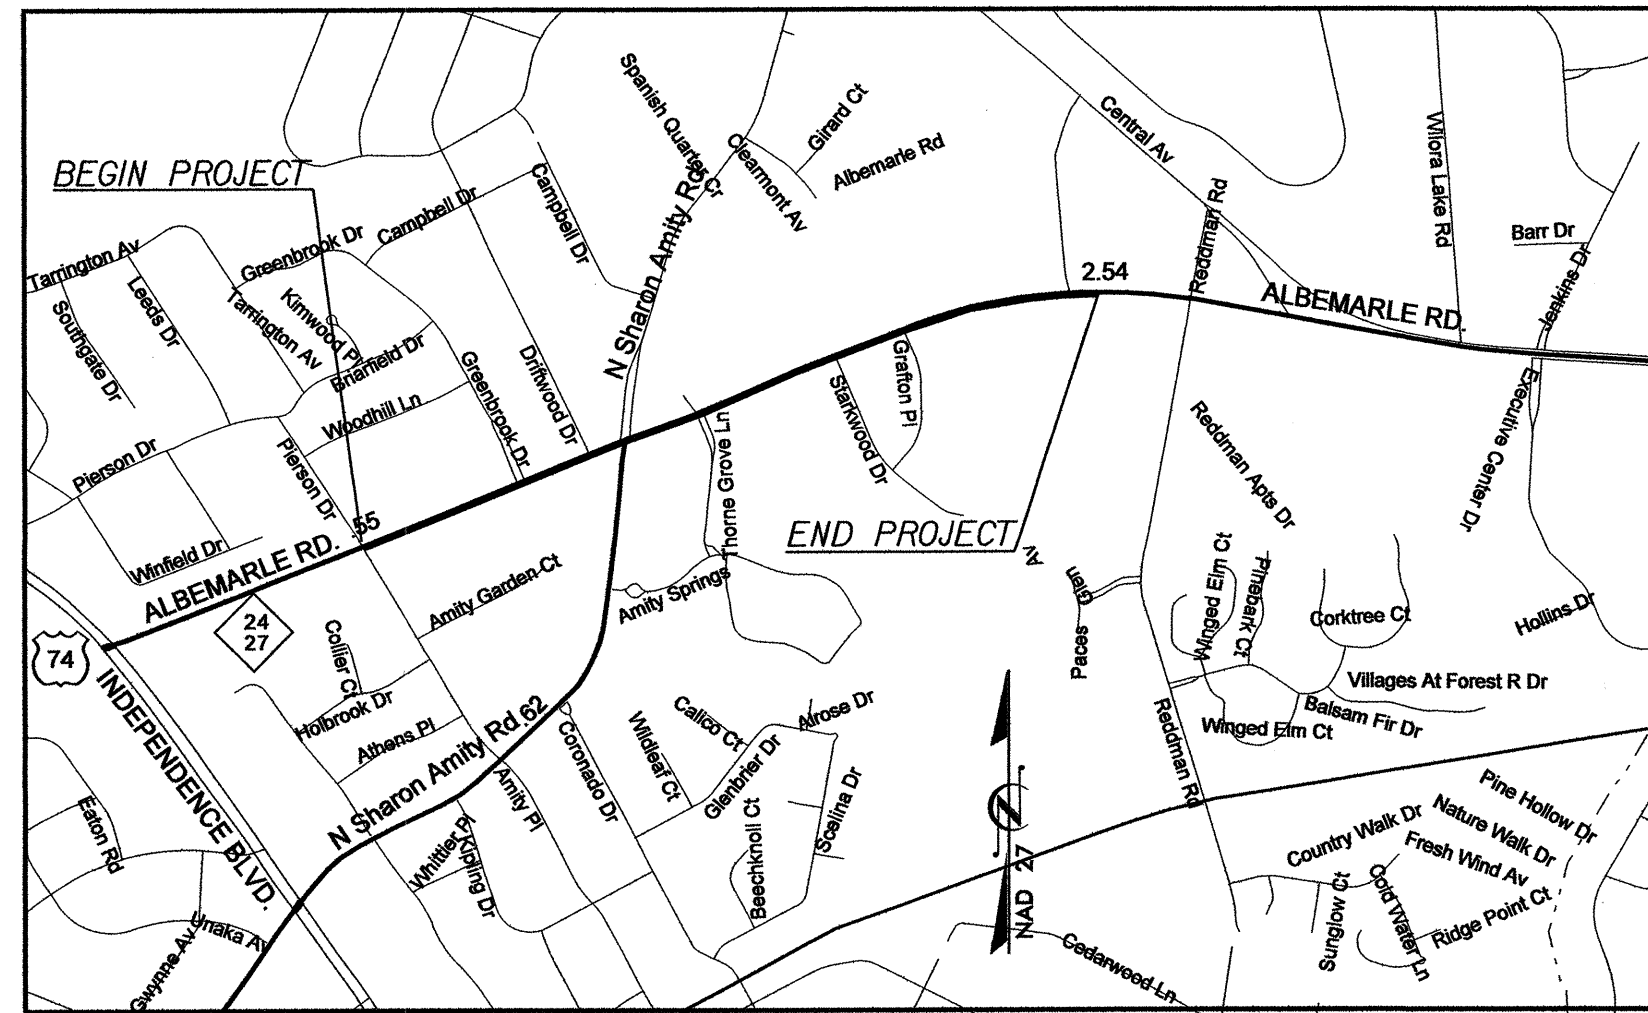 Spanish Quarter Cr
Girard Ct
Clearmont Av
Albemarle Rd
Central Av
Wilora Lake Rd
BEGIN PROJECT
Campbell Dr
Campbell Dr
N Sharon Amity Rd
Reddman Rd
Barr Dr
Jenkins Dr
Tarrington Av
Greenbrook Dr
Leeds Dr
Tarrington Av
Kimwood Pl
Southgate Dr
Briarfield Dr
Greenbrook Dr
Driftwood Dr
2.54
ALBEMARLE RD.
Woodhill Ln
Grafton Pl
Starkwood Dr
Executive Center Dr
Reddman Apts Dr
Pierson Dr
Pierson Dr
Thorne Grove Ln
END PROJECT
.55
Winfield Dr
ALBEMARLE RD.
Amity Garden Ct
Amity Springs
Av
Glen
Paces
Winged Elm Ct
Pinebark Ct
Corktree Ct
Hollins Dr
24
27
74
INDEPENDENCE BLVD.
Collier Ct
Holbrook Dr
Athens Pl
N Sharon Amity Rd
.62
Coronado Dr
Wildleaf Ct
Calico Ct
Alrose Dr
Glenbrier Dr
Villages At Forest R Dr
Balsam Fir Dr
Winged Elm Ct
Reddman Rd
Eaton Rd
Amity Pl
Whittier Pl
Kipling Dr
Beechknoll Ct
Scelina Dr
N
NAD 27
Pine Hollow Dr
Nature Walk Dr
Country Walk Dr
Fresh Wind Av
Cold Water Ln
Ridge Point Ct
Sunglow Ct
Unaka Av
Gwynne Av
Cedarwood Ln